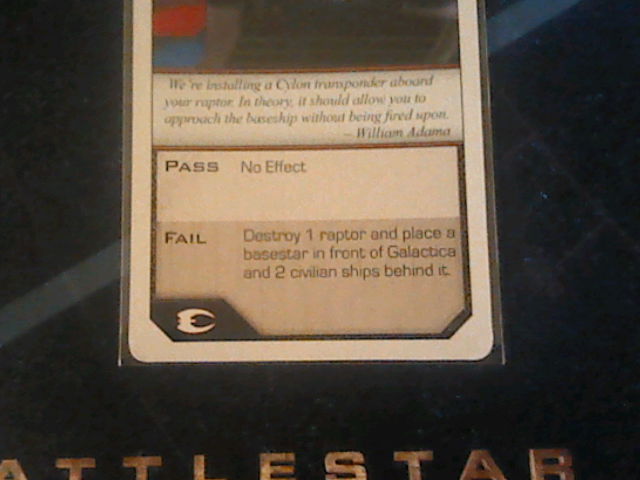 We're installing a Cylon transponder aboard
your raptor. In theory, it should allow you to
approach the baseship without being fired upon.
– William Adama
PASS No Effect
FAIL Destroy 1 raptor and place a
basestar in front of Galactica
and 2 civilian ships behind it.
ATTLESTAR